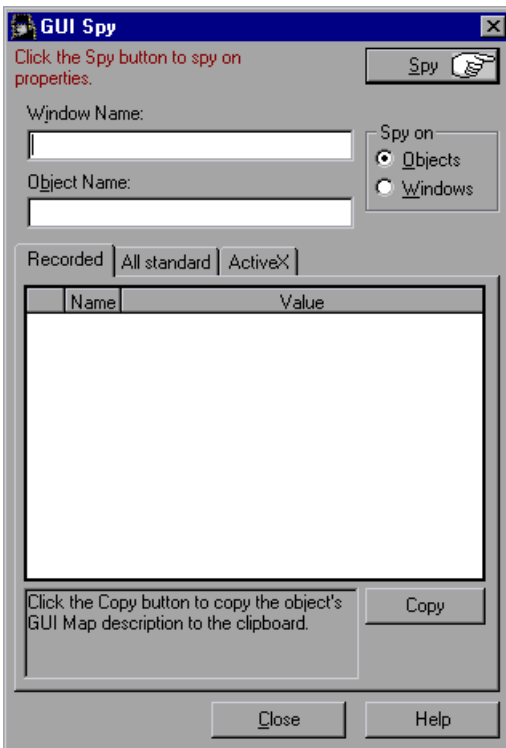 GUI Spy
Click the Spy button to spy on
properties.
Spy
Window Name:
Spy on
Objects
Windows
Object Name:
Recorded
All standard
ActiveX
Name
Value
Click the Copy button to copy the object's
GUI Map description to the clipboard.
Copy
Close
Help